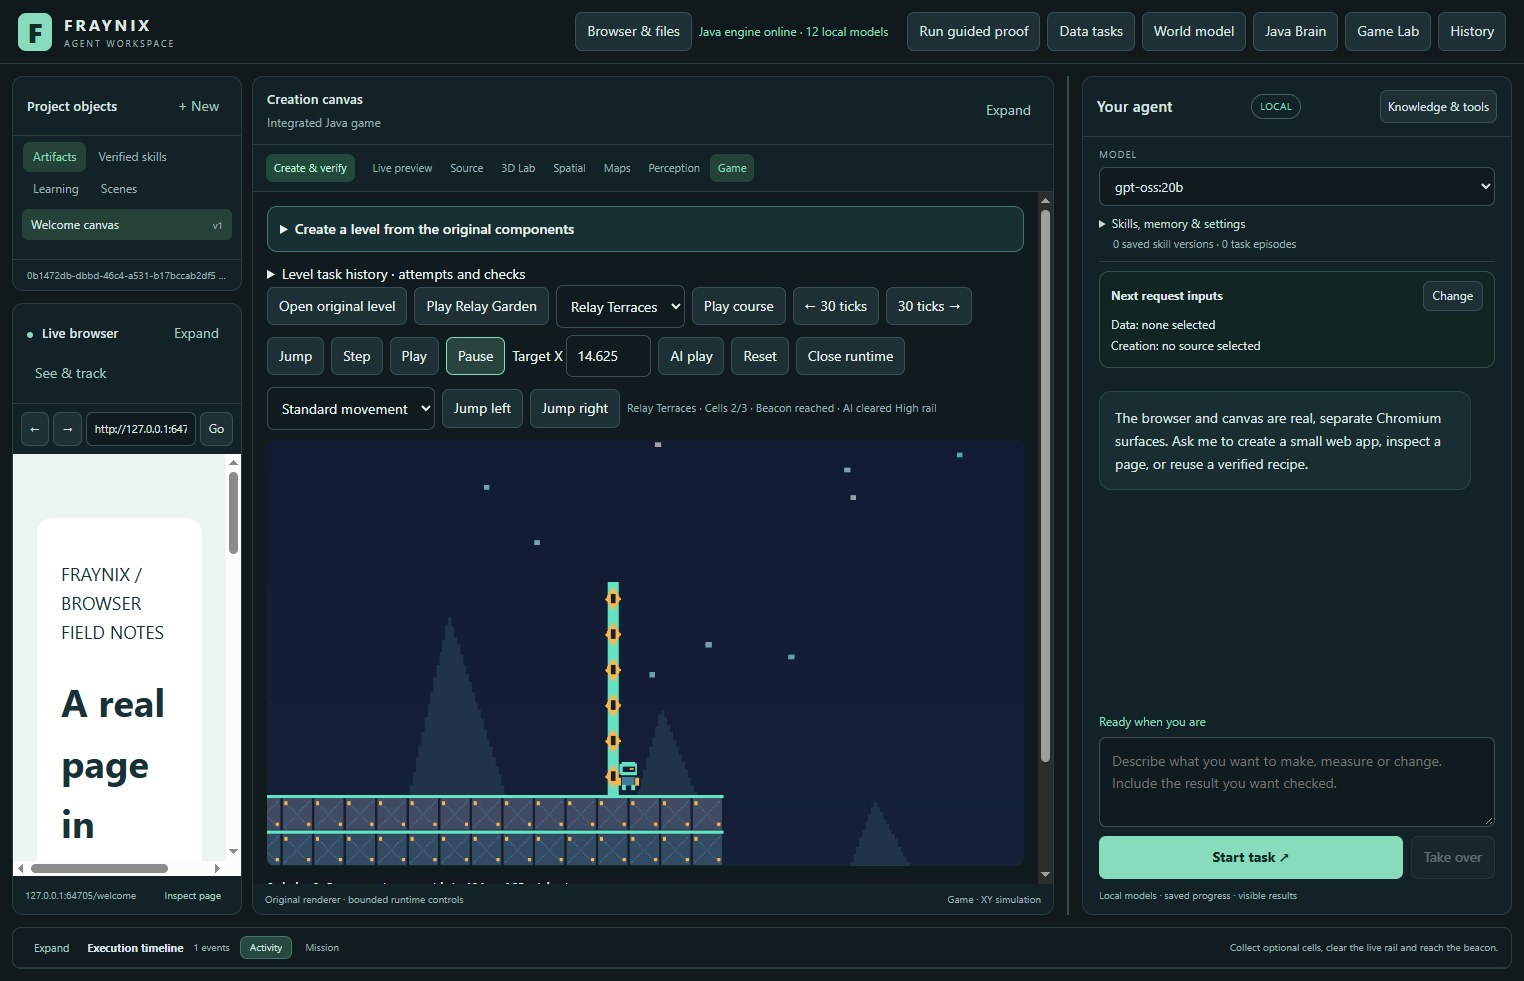 FRAYNIX
AGENT WORKSPACE
Browser & files
Java engine online · 12 local models
Run guided proof
Data tasks
World model
Java Brain
Game Lab
History
Project objects
+ New
Artifacts
Verified skills
Learning
Scenes
Welcome canvas
v1
0b1472db-dbbd-46c4-a531-b17bccab2df5 ...
Live browser
Expand
See & track
←
→
http://127.0.0.1:647
Go
FRAYNIX /
BROWSER
FIELD NOTES
A real
page
in
127.0.0.1:64705/welcome
Inspect page
Creation canvas
Integrated Java game
Expand
Create & verify
Live preview
Source
3D Lab
Spatial
Maps
Perception
Game
Create a level from the original components
Level task history · attempts and checks
Open original level
Play Relay Garden
Relay Terraces
Play course
← 30 ticks
30 ticks →
Jump
Step
Play
Pause
Target X
14.625
AI play
Reset
Close runtime
Standard movement
Jump left
Jump right
Relay Terraces · Cells 2/3 · Beacon reached · AI cleared High rail
Original renderer · bounded runtime controls
Game · XY simulation
Your agent
LOCAL
Knowledge & tools
MODEL
gpt-oss:20b
Skills, memory & settings
0 saved skill versions · 0 task episodes
Next request inputs
Change
Data: none selected
Creation: no source selected
The browser and canvas are real, separate Chromium
surfaces. Ask me to create a small web app, inspect a
page, or reuse a verified recipe.
Ready when you are
Describe what you want to make, measure or change.
Include the result you want checked.
Start task ↗
Take over
Local models · saved progress · visible results
Expand
Execution timeline
1 events
Activity
Mission
Collect optional cells, clear the live rail and reach the beacon.